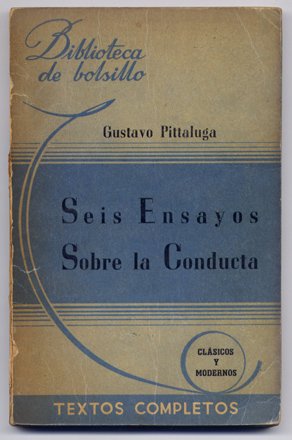 Biblioteca
de bolsillo
Gustavo Pittaluga
Seis Ensayos
Sobre la Conducta
CLÁSICOS
Y
MODERNOS
TEXTOS COMPLETOS